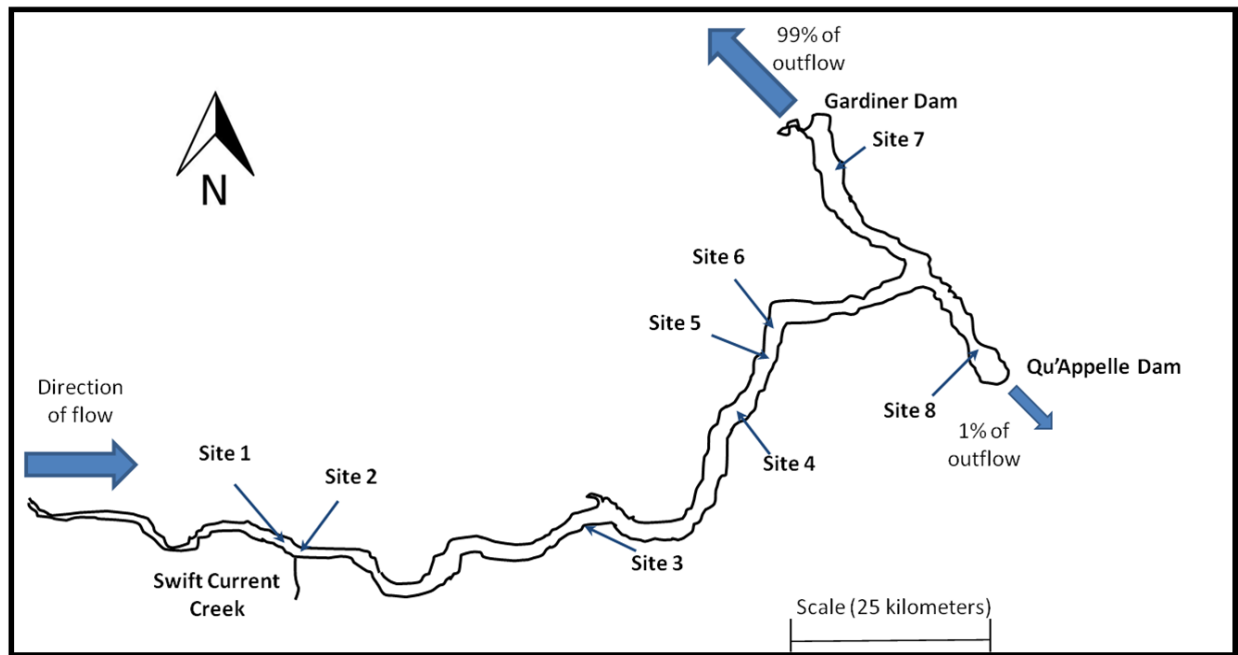 99% of
outflow
Gardiner Dam
Site 7
N
Site 6
Site 5
Qu'Appelle Dam
Direction
of flow
Site 8
1% of
outflow
Site 1
Site 2
Site 4
Site 3
Swift Current
Creek
Scale (25 kilometers)